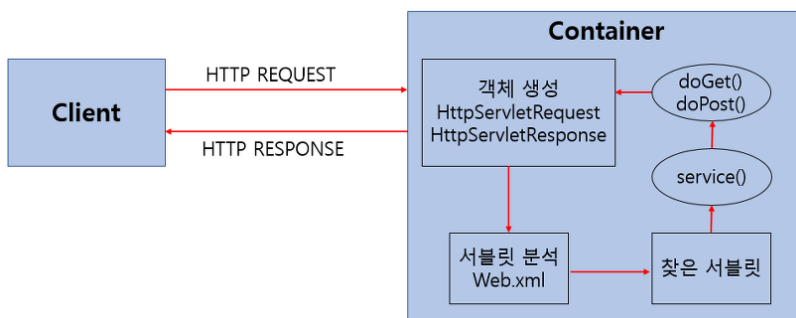 Container
Client
HTTP REQUEST
HTTP RESPONSE
객체 생성
HttpServletRequest
HttpServletResponse
doGet()
doPost()
service()
서블릿 분석
Web.xml
찾은 서블릿